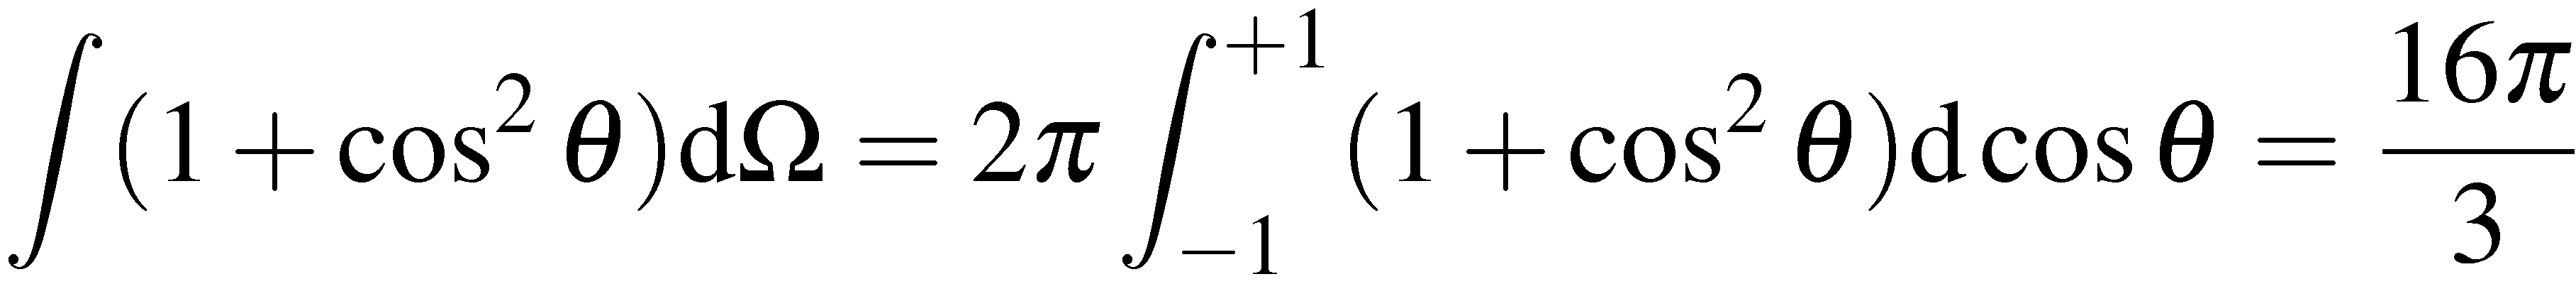 ∫(1 + cos² θ)dΩ = 2π ∫₋₁⁺¹ (1 + cos² θ)d cos θ = 16π/3